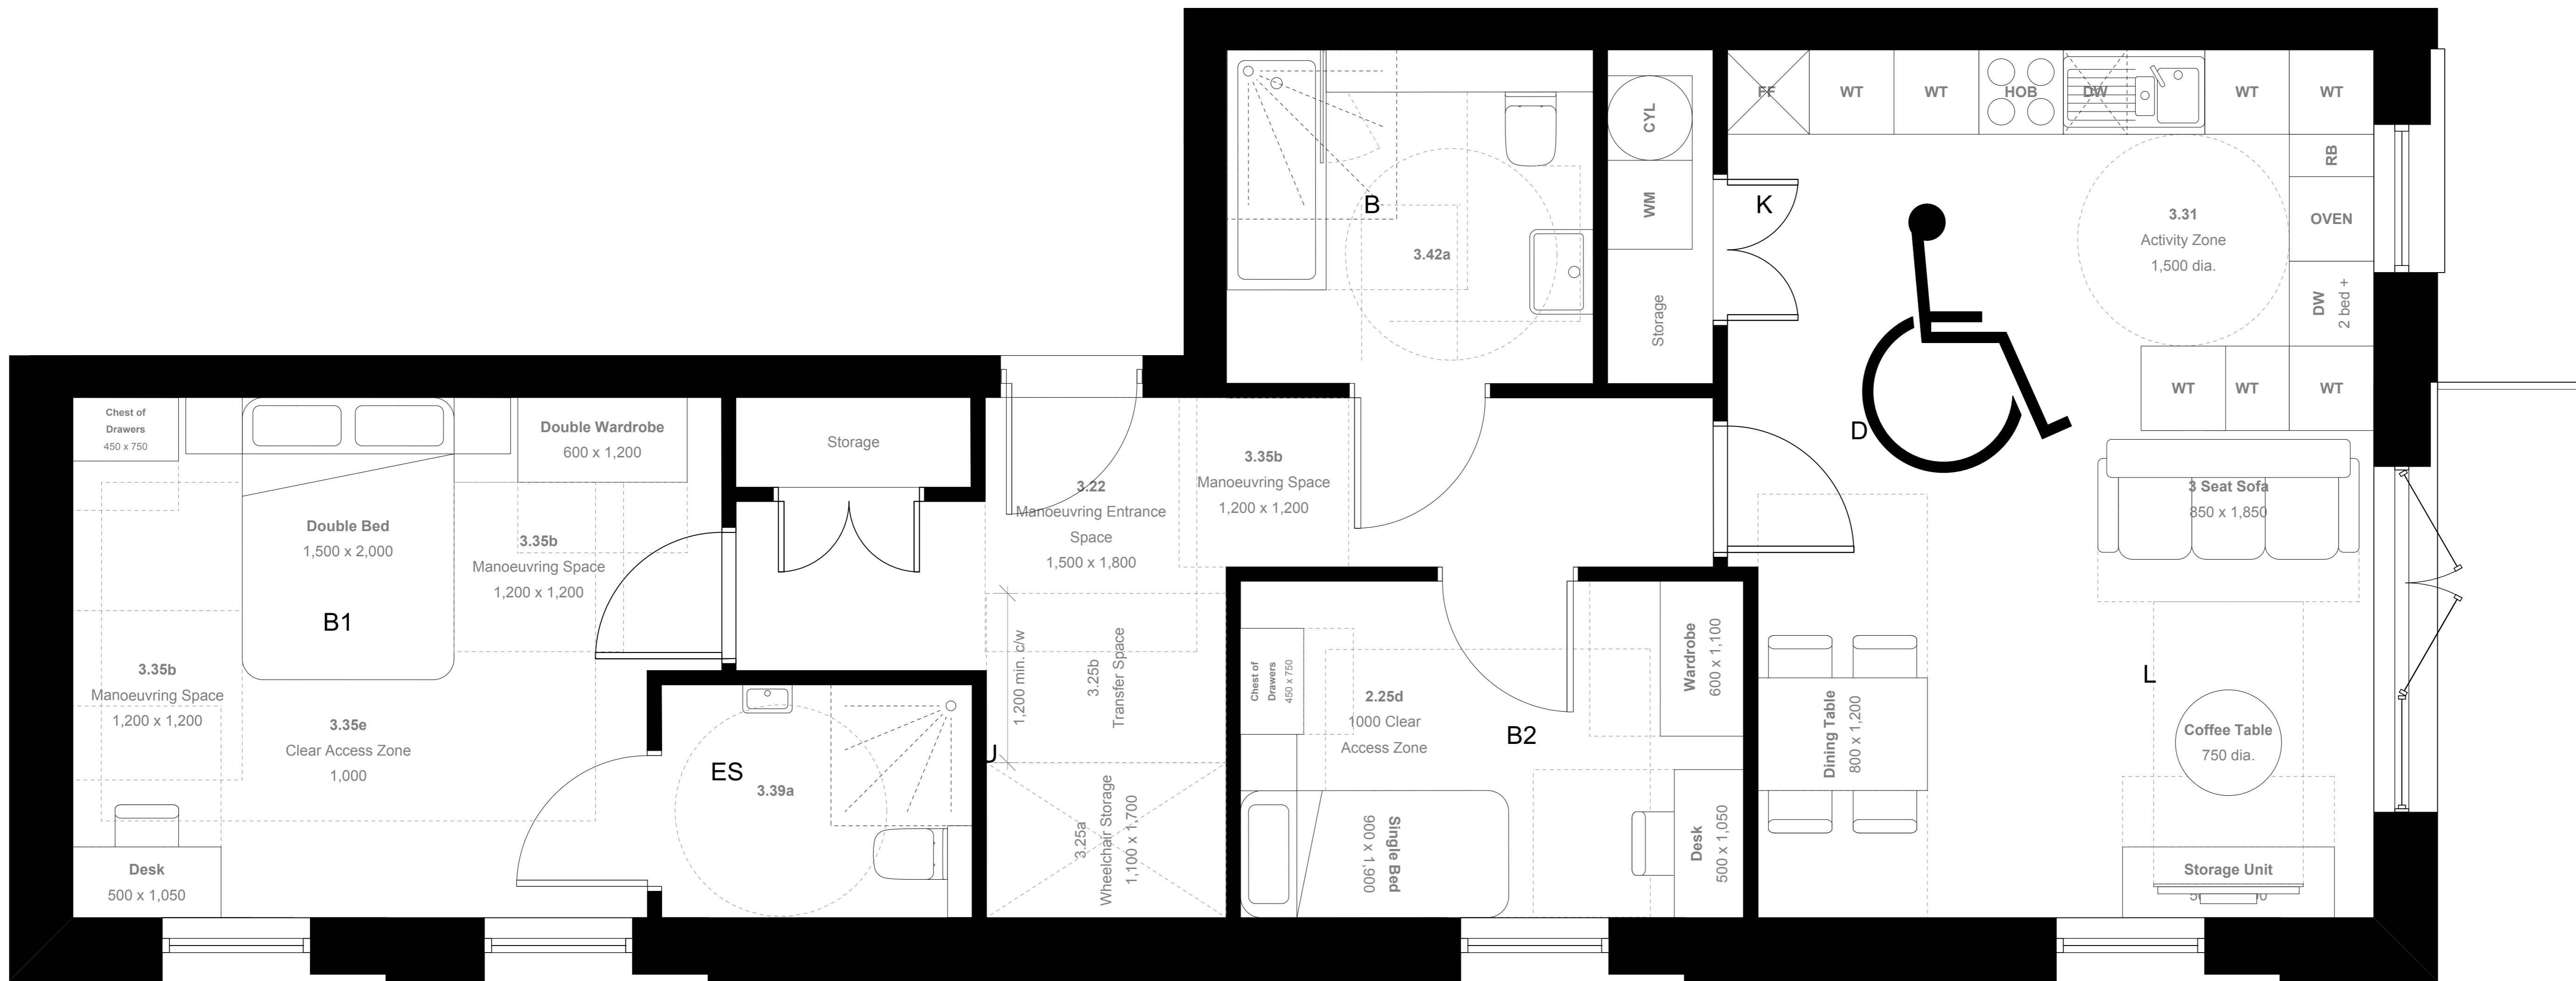 FF
WT
WT
HOB
DW
WT
WT
CYL
WM
Storage
RB
OVEN
DW
2 bed +
WT
WT
WT
B
3.42a
K
3.31
Activity Zone
1,500 dia.
D
Chest of
Drawers
450 x 750
Double Wardrobe
600 x 1,200
Storage
Double Bed
1,500 x 2,000
3.35b
Manoeuvring Space
1,200 x 1,200
B1
3.35b
Manoeuvring Space
1,200 x 1,200
3.35e
Clear Access Zone
1,000
Desk
500 x 1,050
ES
3.39a
3.22
Manoeuvring Entrance
Space
1,500 x 1,800
3.35b
Manoeuvring Space
1,200 x 1,200
1,200 min. c/w
3.25b
Transfer Space
3.25a
Wheelchair Storage
1,100 x 1,700
Chest of
Drawers
450 x 750
2.25d
1000 Clear
Access Zone
B2
Wardrobe
600 x 1,100
Single Bed
900 x 1,900
Desk
500 x 1,050
Dining Table
800 x 1,200
3 Seat Sofa
850 x 1,850
L
Coffee Table
750 dia.
Storage Unit